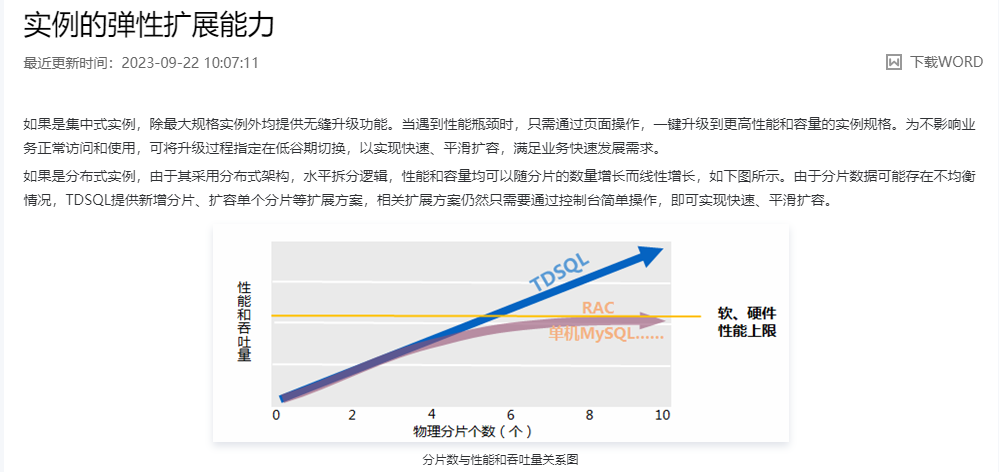 实例的弹性扩展能力
最近更新时间：2023-09-22 10:07:11
下载WORD
如果是集中式实例，除最大规格实例外均提供无缝升级功能。当遇到性能瓶颈时，只需通过页面操作，一键升级到更高性能和容量的实例规格。为不影响业
务正常访问和使用，可将升级过程指定在低谷期切换，以实现快速、平滑扩容，满足业务快速发展需求。
如果是分布式实例，由于其采用分布式架构，水平拆分逻辑，性能和容量均可以随分片的数量增长而线性增长，如下图所示。由于分片数据可能存在不均衡
情况，TDSQL提供新增分片、扩容单个分片等扩展方案，相关扩展方案仍然只需要通过控制台简单操作，即可实现快速、平滑扩容。
性能和吞吐量
TDSQL
RAC
单机MySQL......
软、硬件
性能上限
0 2 4 6 8 10
物理分片个数（个）
分片数与性能和吞吐量关系图